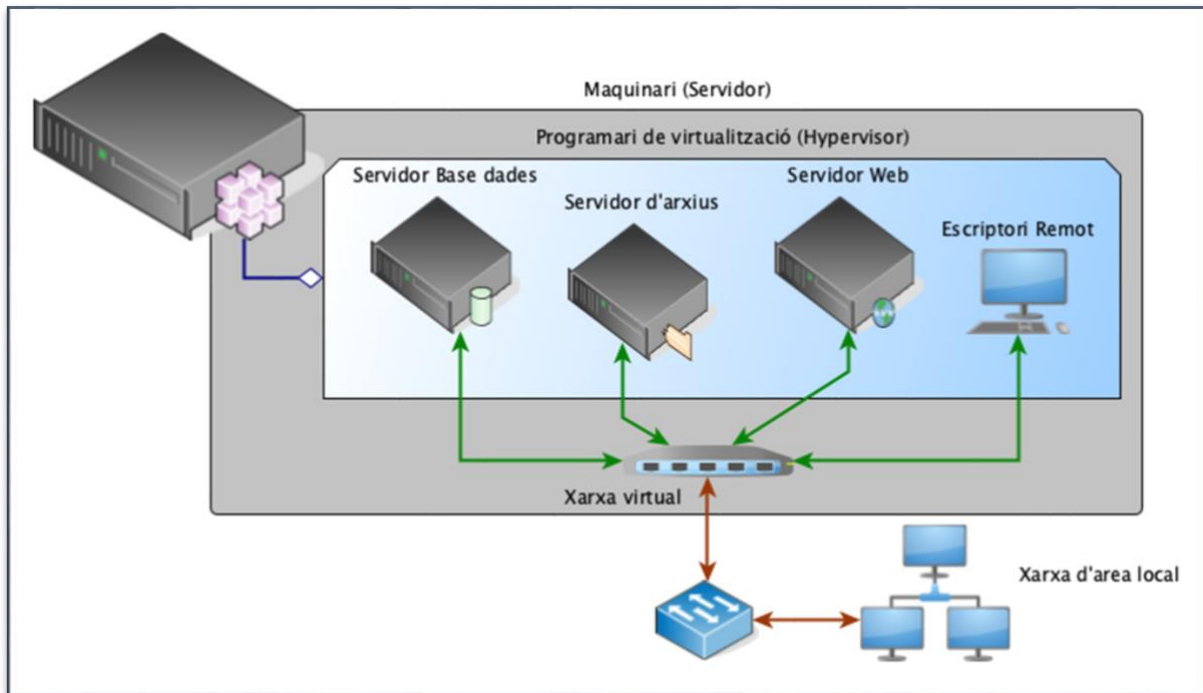 Maquinari (Servidor)
Programari de virtualització (Hypervisor)
Servidor Base dades
Servidor d'arxius
Servidor Web
Escriptori Remot
Xarxa virtual
Xarxa d'area local